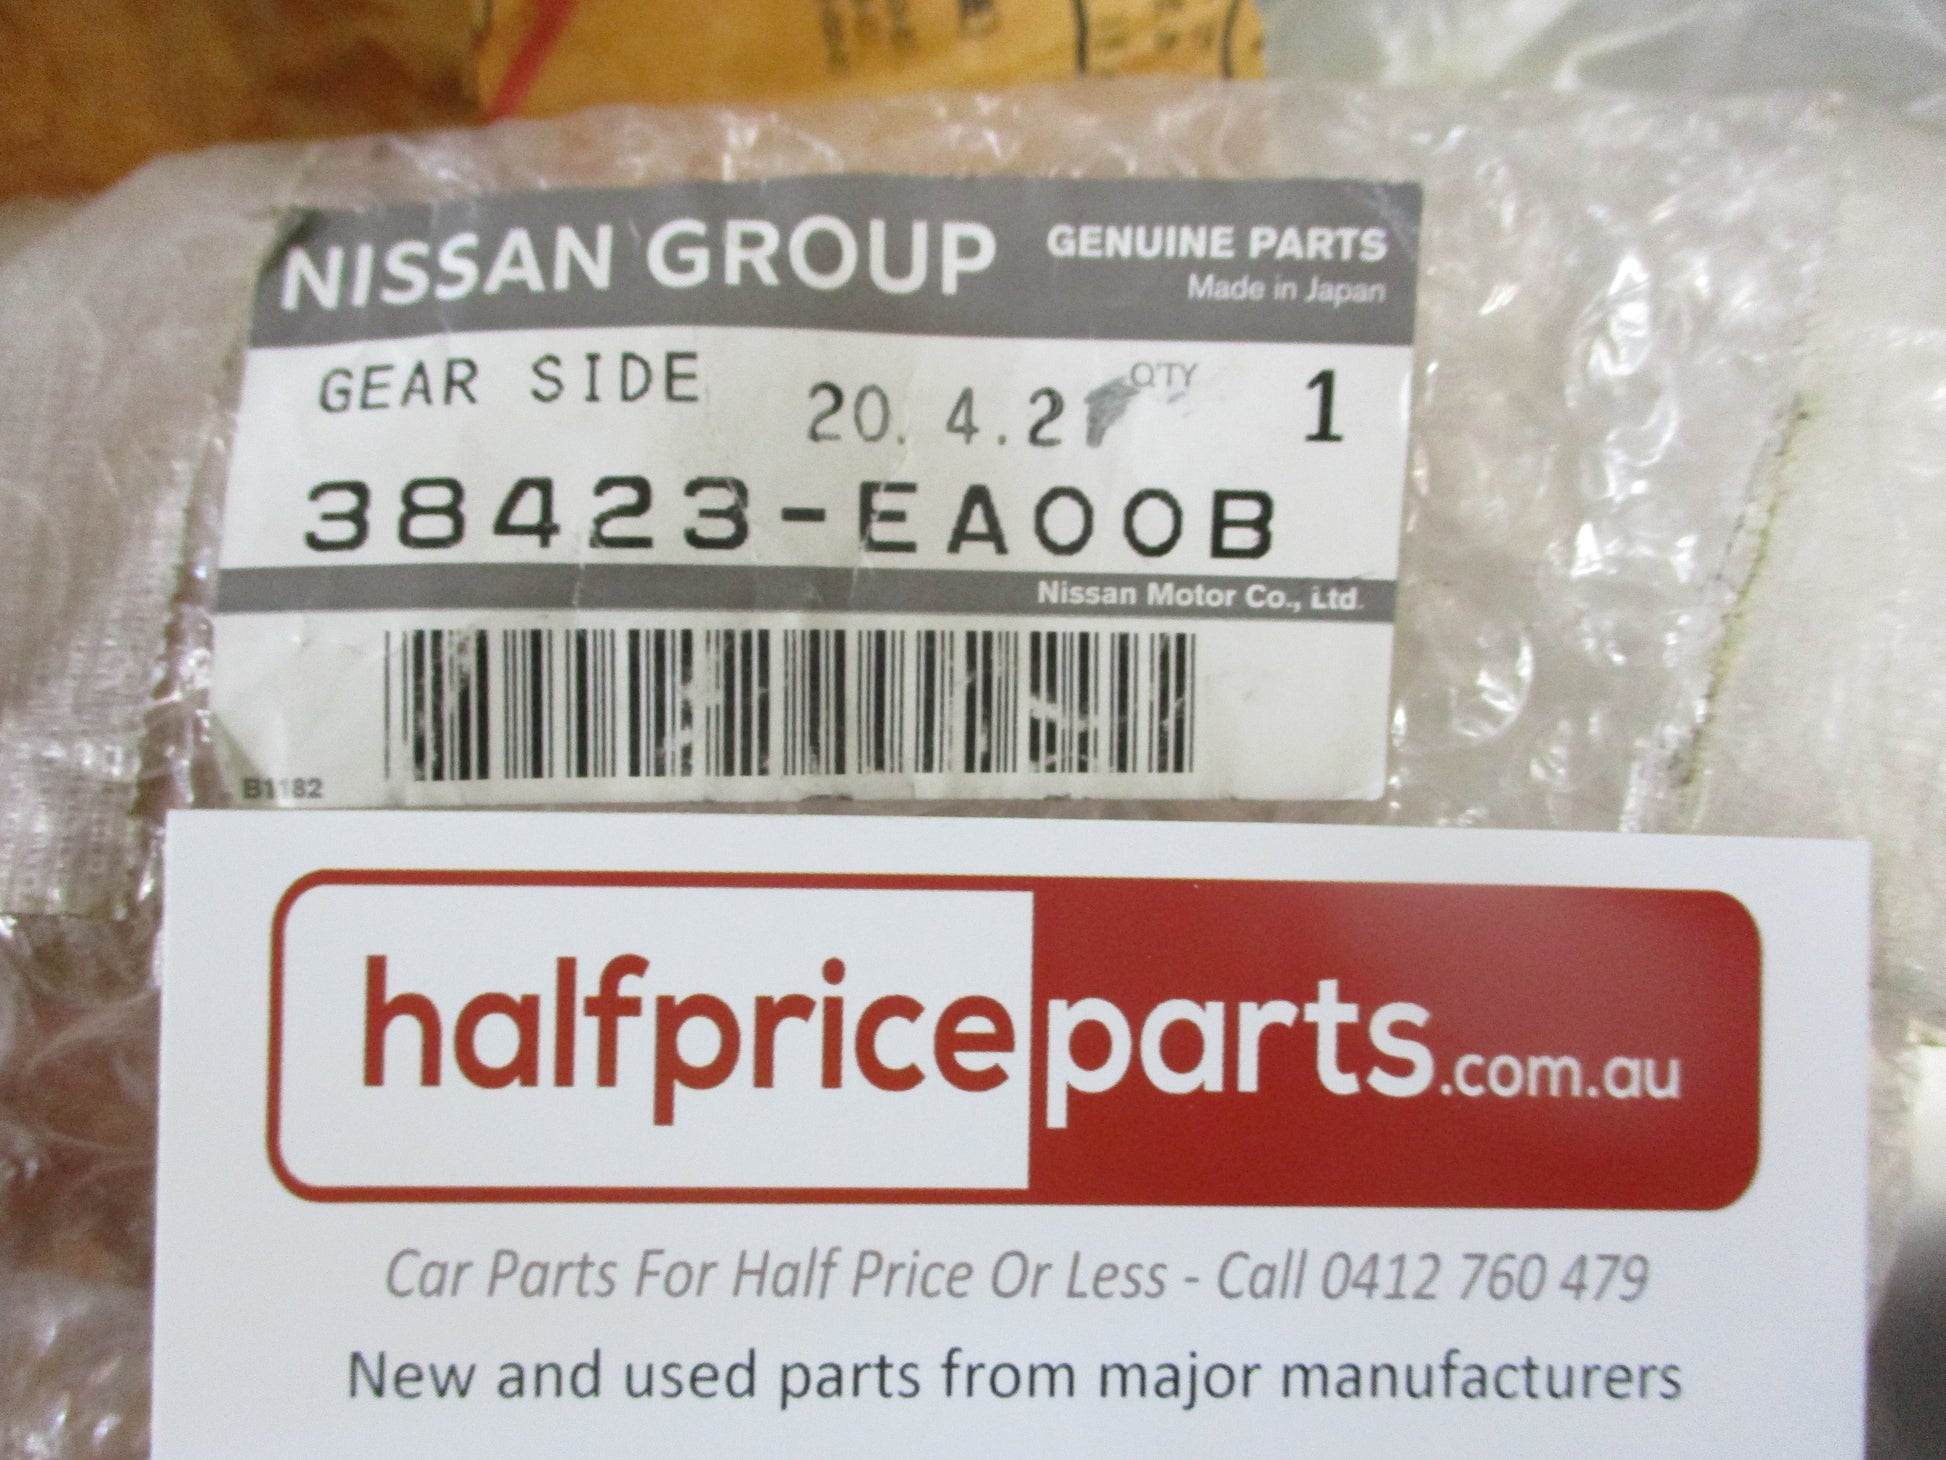 NISSAN GROUP GENUINE PARTS
Made in Japan
GEAR SIDE 20. 4. 2 Q'TY 1
38423-EA00B
Nissan Motor Co., Ltd.
B1182
halfpriceparts.com.au
Car Parts For Half Price Or Less - Call 0412 760 479
New and used parts from major manufacturers